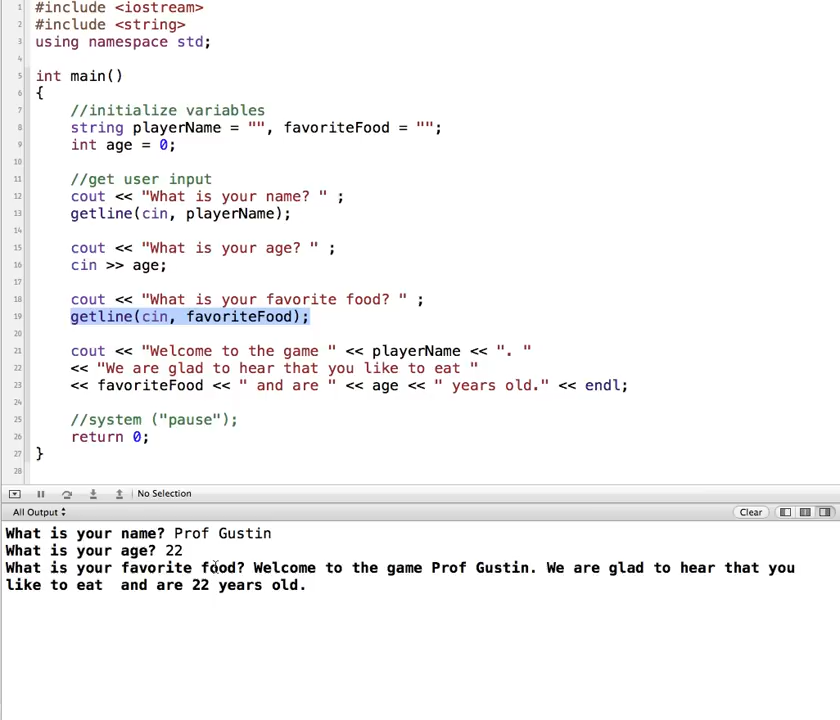 1 #include <iostream>
2 #include <string>
3 using namespace std;
4
5 int main()
6 {
7 //initialize variables
8 string playerName = "", favoriteFood = "";
9 int age = 0;
10
11 //get user input
12 cout << "What is your name? " ;
13 getline(cin, playerName);
14
15 cout << "What is your age? " ;
16 cin >> age;
17
18 cout << "What is your favorite food? " ;
19 getline(cin, favoriteFood);
20
21 cout << "Welcome to the game " << playerName << ". "
22 << "We are glad to hear that you like to eat "
23 << favoriteFood << " and are " << age << " years old." << endl;
24
25 //system ("pause");
26 return 0;
27 }
28
No Selection
All Output Clear
What is your name? Prof Gustin
What is your age? 22
What is your favorite food? Welcome to the game Prof Gustin. We are glad to hear that you
like to eat  and are 22 years old.